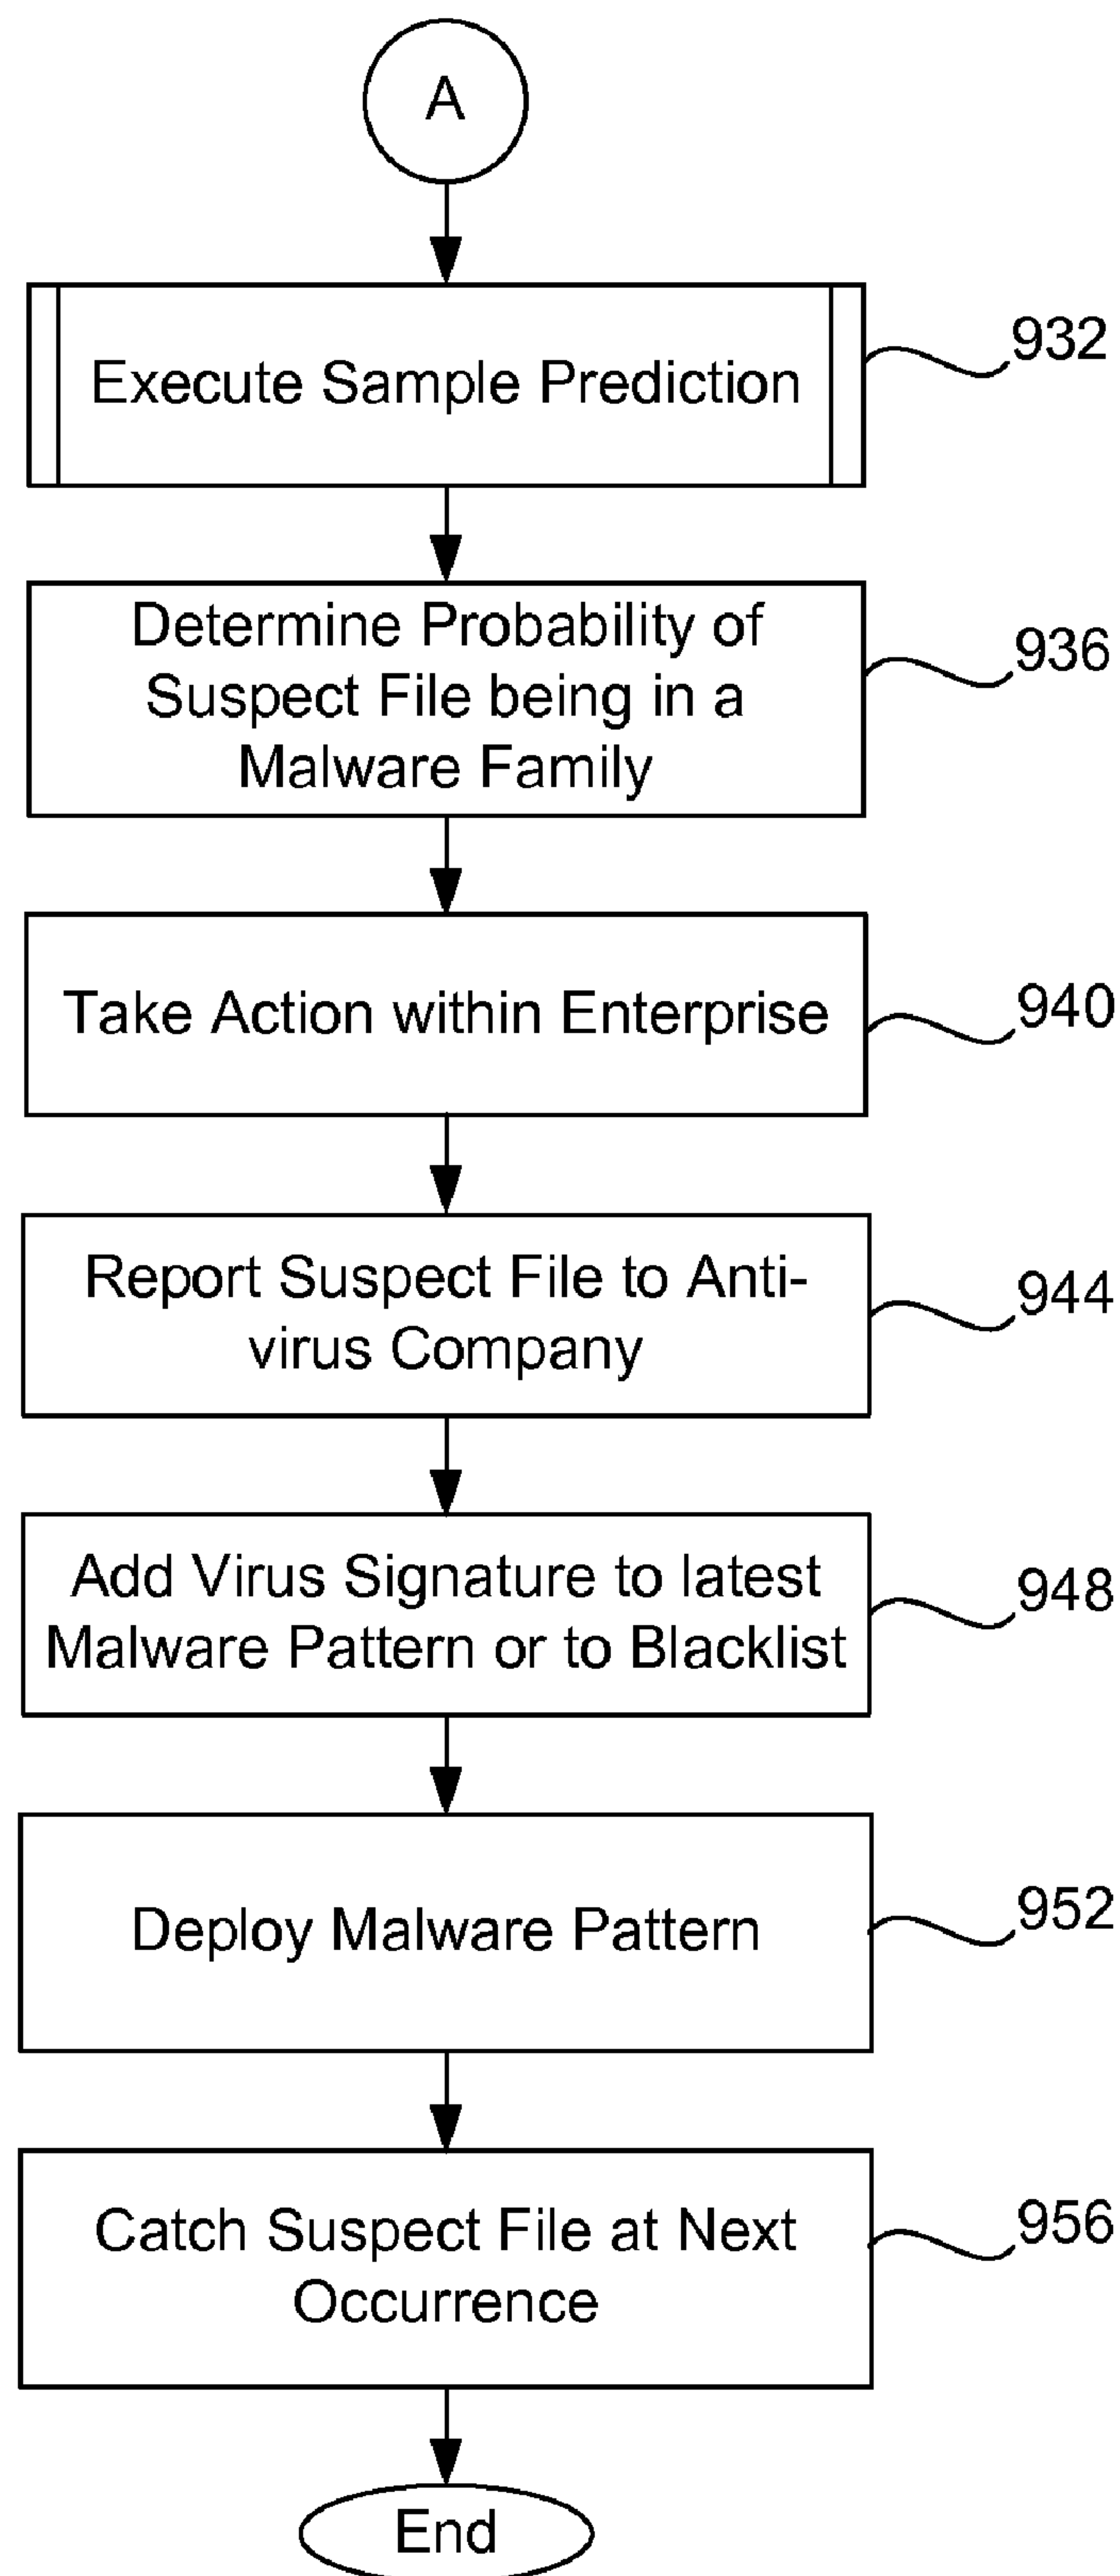 A
Execute Sample Prediction
932
Determine Probability of
Suspect File being in a
Malware Family
936
Take Action within Enterprise
940
Report Suspect File to Anti-
virus Company
944
Add Virus Signature to latest
Malware Pattern or to Blacklist
948
Deploy Malware Pattern
952
Catch Suspect File at Next
Occurrence
956
End